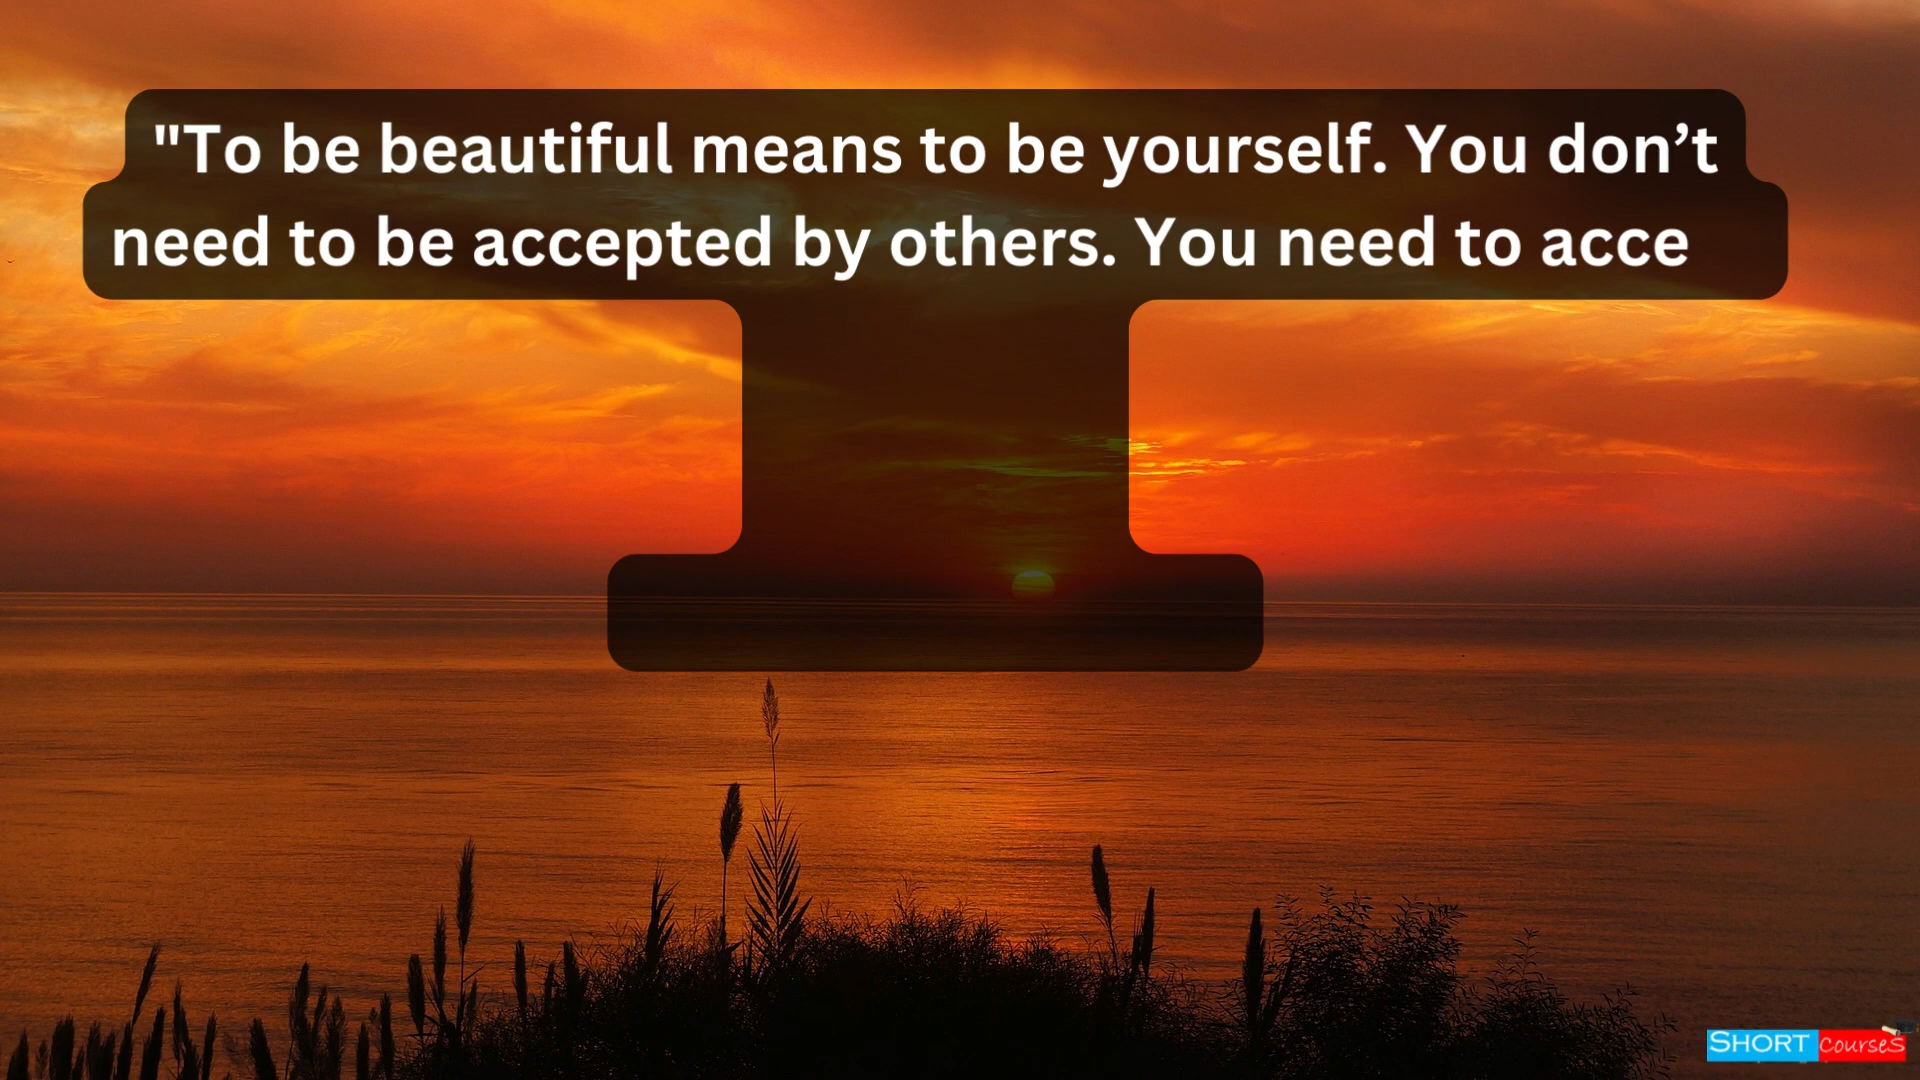 "To be beautiful means to be yourself. You don’t
need to be accepted by others. You need to acce
SHORT courses